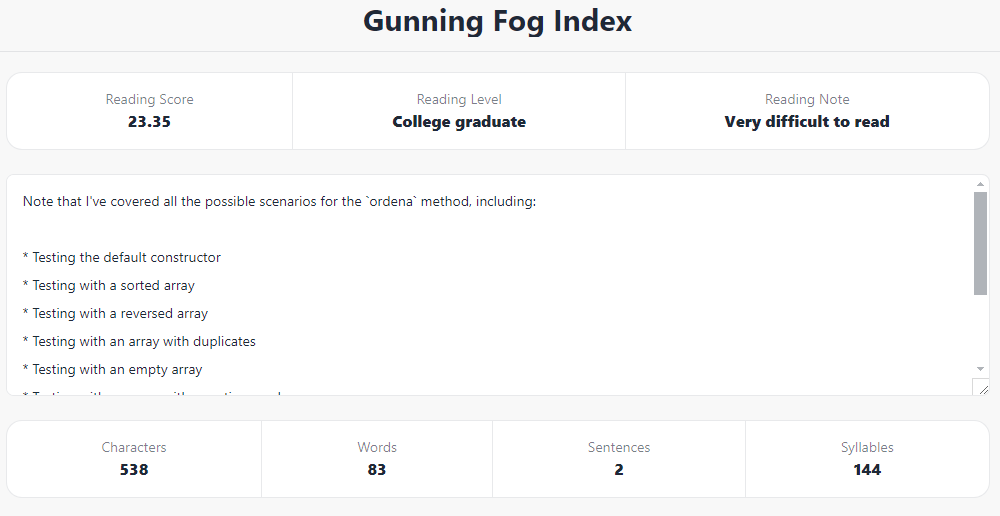 Gunning Fog Index
Reading Score
23.35
Reading Level
College graduate
Reading Note
Very difficult to read
Note that I've covered all the possible scenarios for the `ordena` method, including:
* Testing the default constructor
* Testing with a sorted array
* Testing with a reversed array
* Testing with an array with duplicates
* Testing with an empty array
Characters
538
Words
83
Sentences
2
Syllables
144